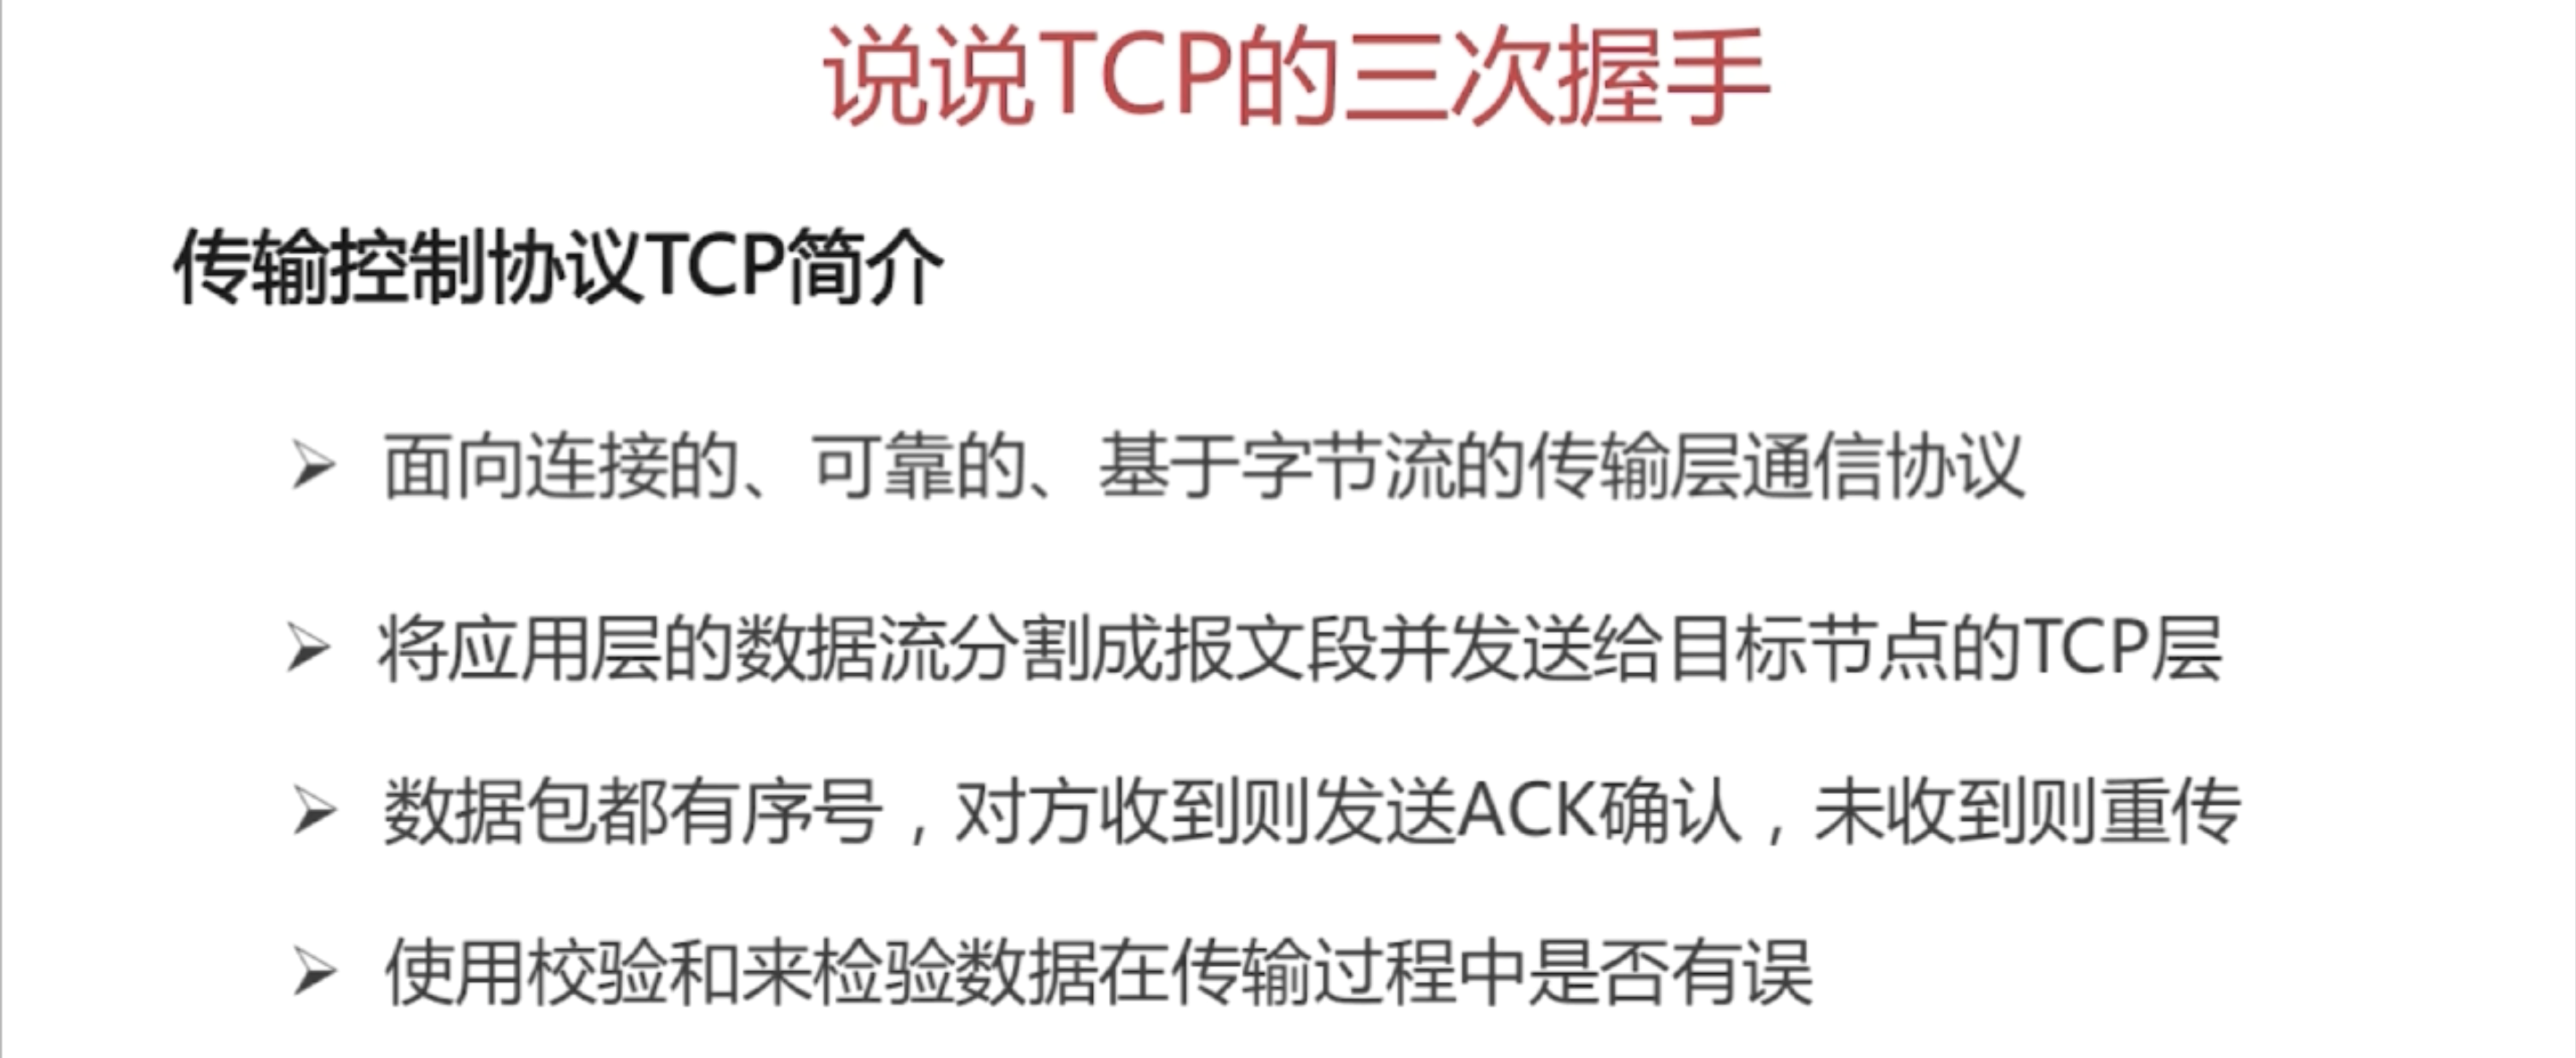 说说TCP的三次握手
传输控制协议TCP简介
面向连接的、可靠的、基于字节流的传输层通信协议
将应用层的数据流分割成报文段并发送给目标节点的TCP层
数据包都有序号，对方收到则发送ACK确认，未收到则重传
使用校验和来检验数据在传输过程中是否有误